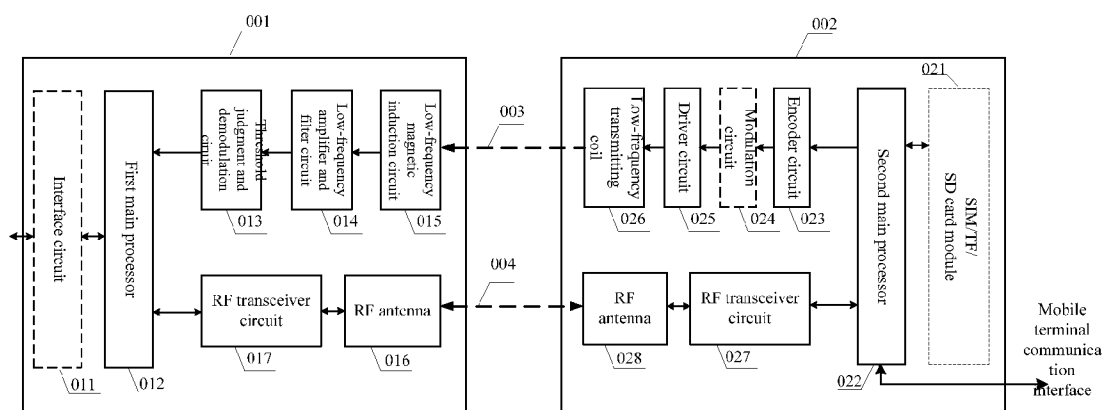 001
002
021
Threshold
judgment and
demodulation
cinuit
Low-frequency
amplifier and
filter circuit
Low-frequency
magnetic
induction circuit
003
Low-frequency
transmitting
coil
Driver circuit
Modulation
circuit
Encoder circuit
013
014
015
026
025
024
023
Interface circuit
First main processor
Second main processor
SIM/TF/
SD card module
RF transceiver
circuit
RF antenna
004
RF
antenna
RF transceiver
circuit
017
016
028
027
011
012
022
Mobile
terminal
communica
tion
interface